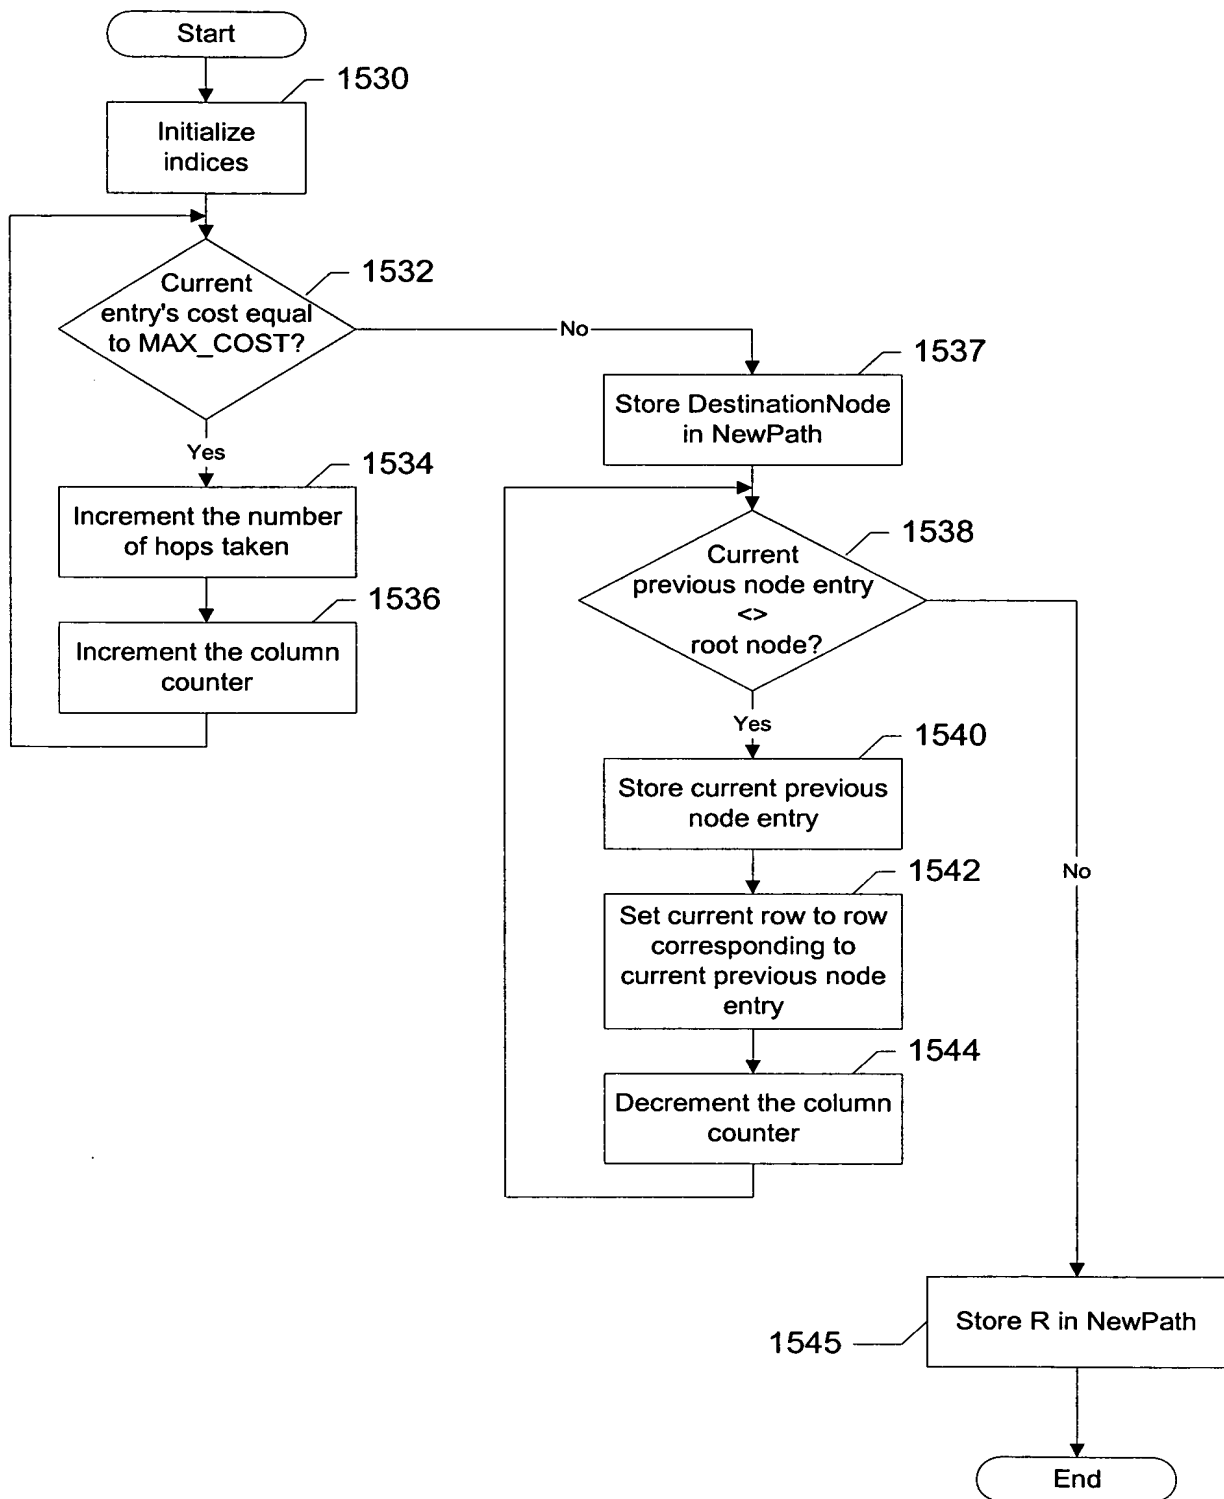 Start
1530
Initialize
indices
1532
Current
entry's cost equal
to MAX_COST?
No
1537
Store DestinationNode
in NewPath
Yes
1534
Increment the number
of hops taken
1538
Current
previous node entry
<>
root node?
1536
Increment the column
counter
Yes
1540
Store current previous
node entry
No
1542
Set current row to row
corresponding to
current previous node
entry
1544
Decrement the column
counter
Store R in NewPath
1545
End